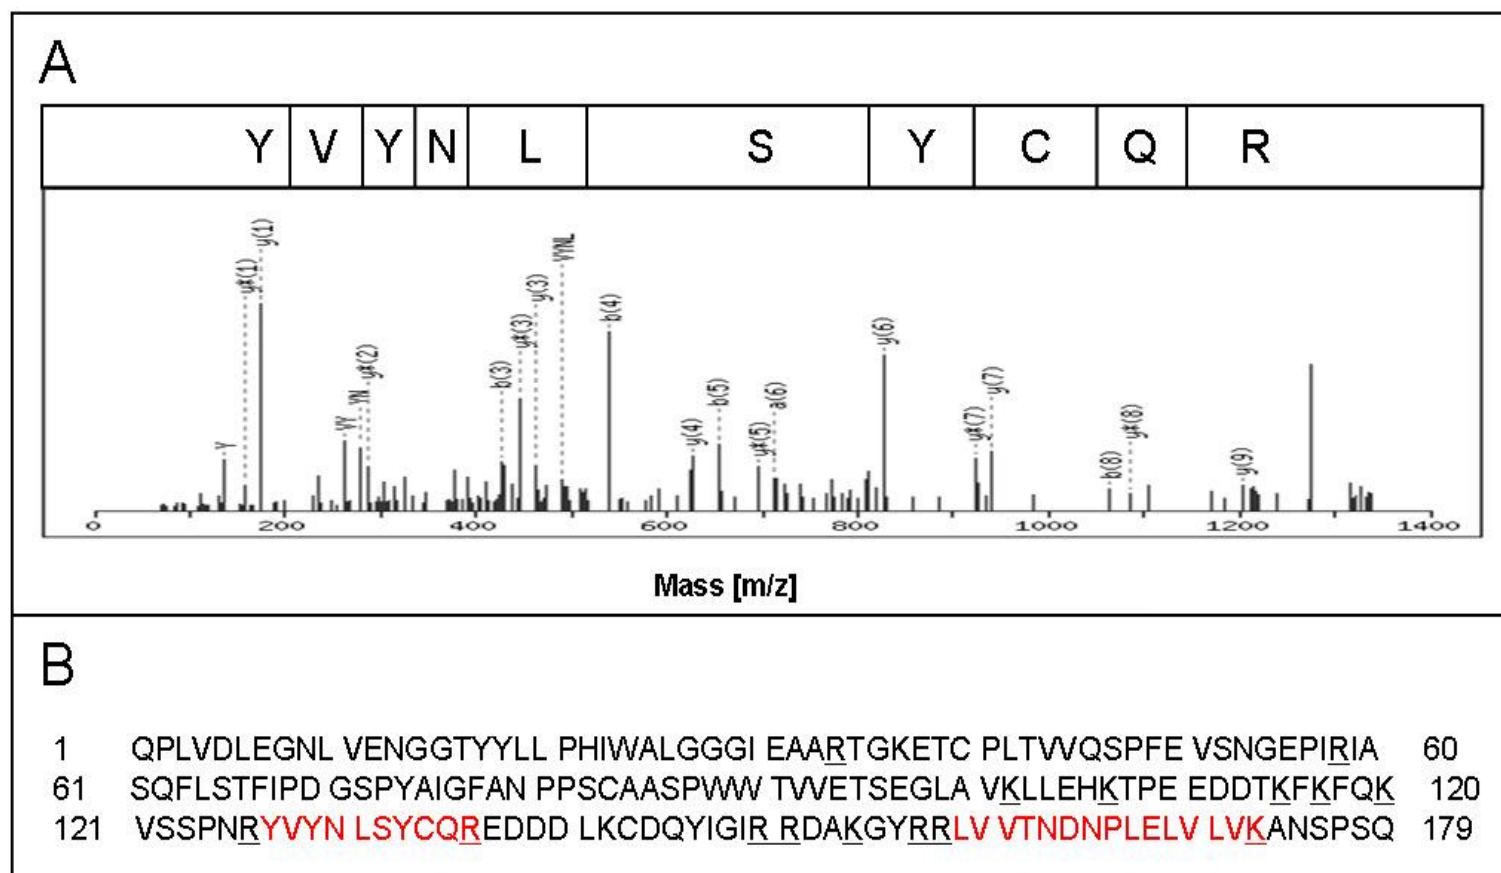 A
Y V Y N L S Y C Q R
Y
y*(1)
y(1)
VY
YN
y*(2)
b(3)
y*(3)
y(3)
VYNL
b(4)
y(4)
b(5)
y*(5)
a(6)
y(6)
y*(7)
y(7)
b(8)
y*(8)
y(9)
0 200 400 600 800 1000 1200 1400
Mass [m/z]
B
1 QPLVDLEGNL VENGGTYYLL PHIWALGGGI EAARTGKETC PLTVVQSPFE VSNGEPIRIA 60
61 SQFLSTFIPD GSPYAIGFAN PPSCAASPWW TVVETSEGLA VKLLEHKTPE EDDTKFKFQK 120
121 VSSPNRYVYN LSYCQREDDD LKCDQYIGIR RDAKGYRRLV VTNDNPLELV LVKANSPSQ 179